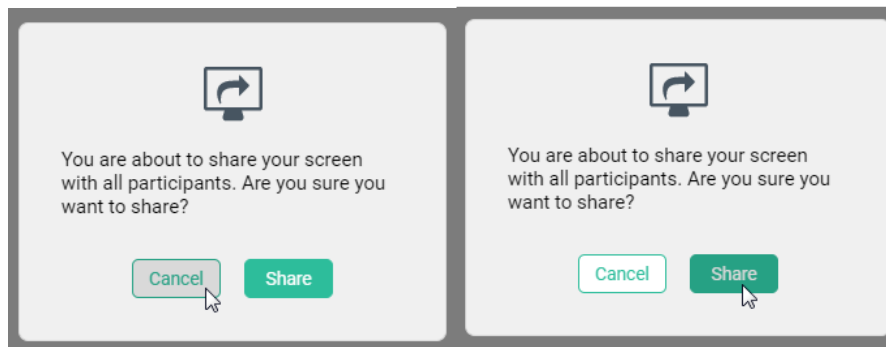 You are about to share your screen
with all participants. Are you sure you
want to share?
Cancel
Share
You are about to share your screen
with all participants. Are you sure you
want to share?
Cancel
Share